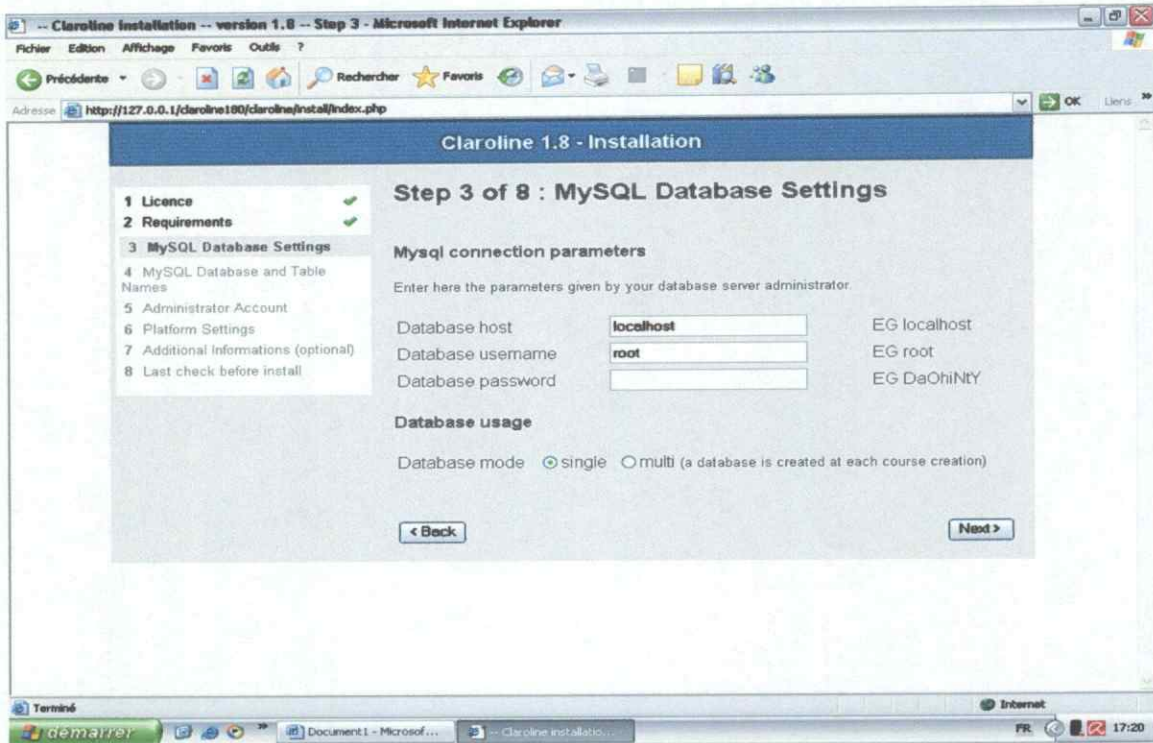 -- Claroline installation -- version 1.8 -- Step 3 - Microsoft Internet Explorer
Fichier Edition Affichage Favoris Outils ?
Précédente Rechercher Favoris
Adresse http://127.0.0.1/claroline180/claroline/install/index.php OK Liens »
Claroline 1.8 - Installation
1 Licence
2 Requirements
3 MySQL Database Settings
4 MySQL Database and Table
Names
5 Administrator Account
6 Platform Settings
7 Additional Informations (optional)
8 Last check before install
Step 3 of 8 : MySQL Database Settings
Mysql connection parameters
Enter here the parameters given by your database server administrator.
Database host localhost EG localhost
Database username root EG root
Database password EG DaOhiNtY
Database usage
Database mode single multi (a database is created at each course creation)
< Back Next >
Terminé Internet
démarrer » Document1 - Microsof... -- Claroline installatio... FR 17:20